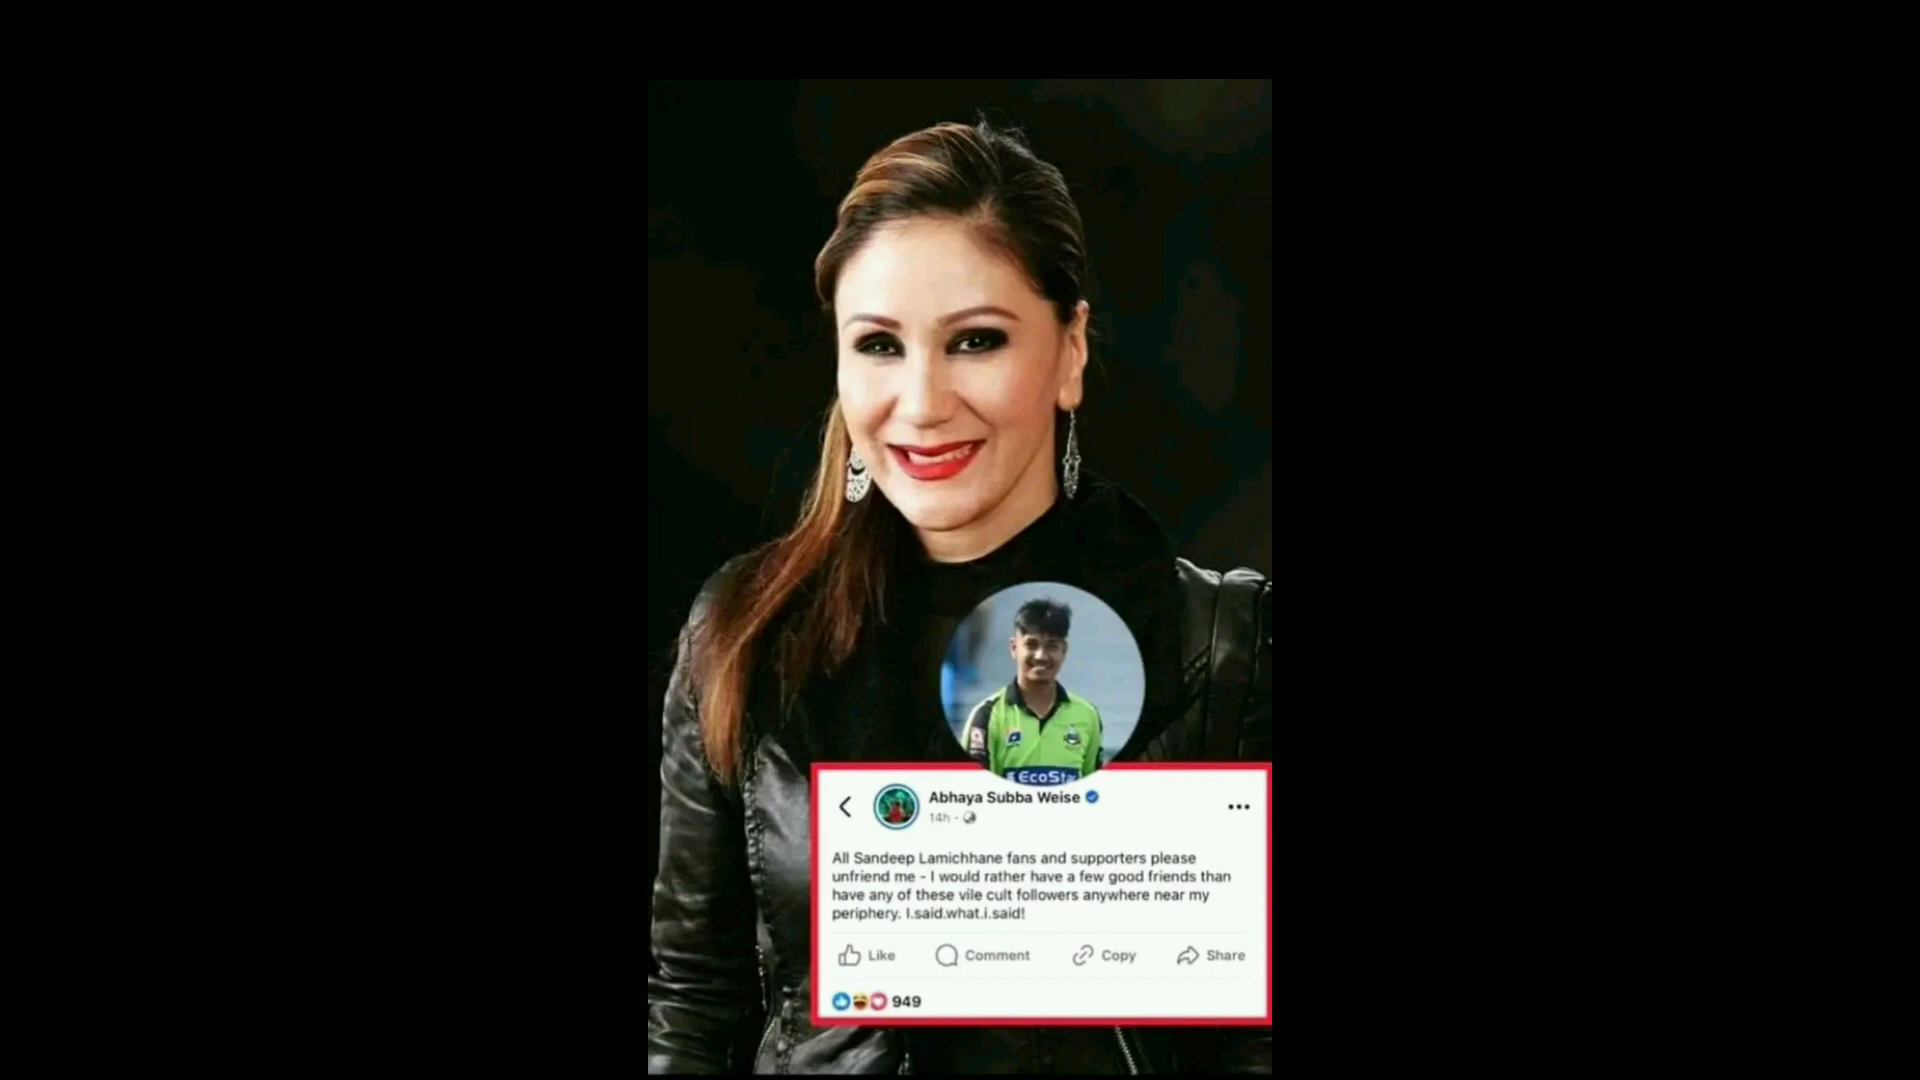 EcoSta
Abhaya Subba Weise
14h ·
All Sandeep Lamichhane fans and supporters please
unfriend me - I would rather have a few good friends than
have any of these vile cult followers anywhere near my
periphery. I.said.what.i.said!
Like Comment Copy Share
949